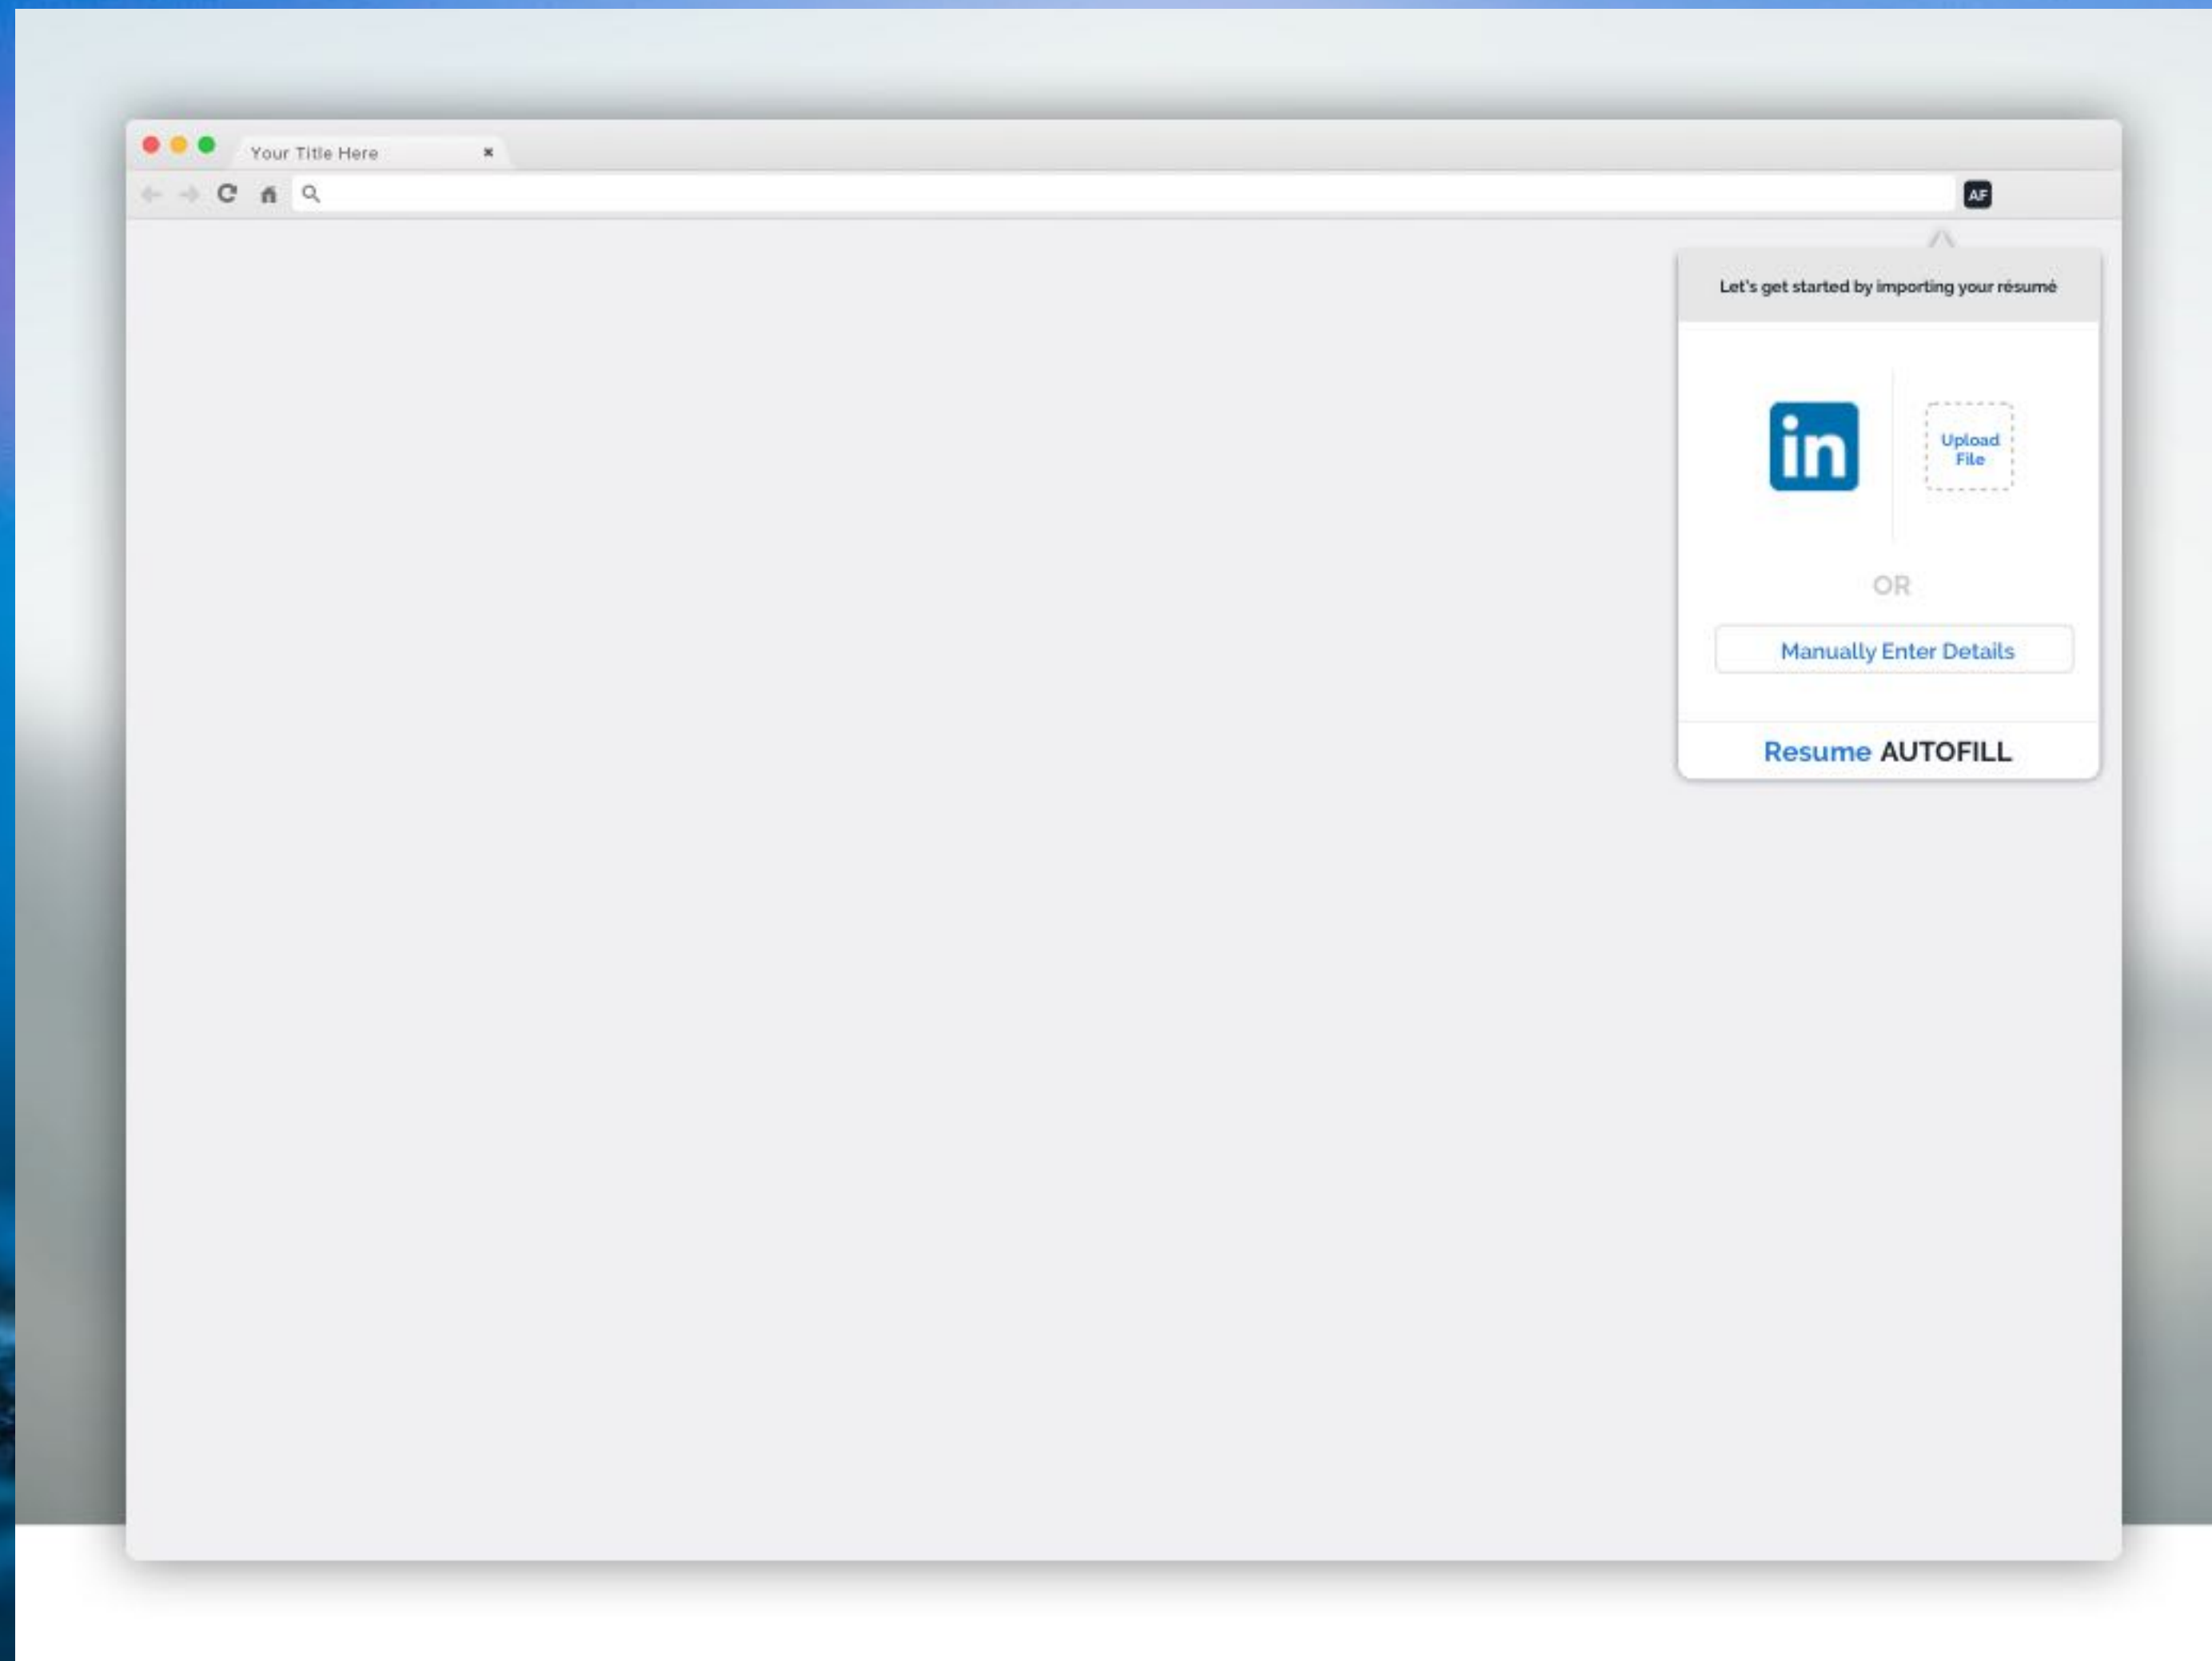 Your Title Here
AF
Let's get started by importing your résumé
in
Upload
File
OR
Manually Enter Details
Resume AUTOFILL